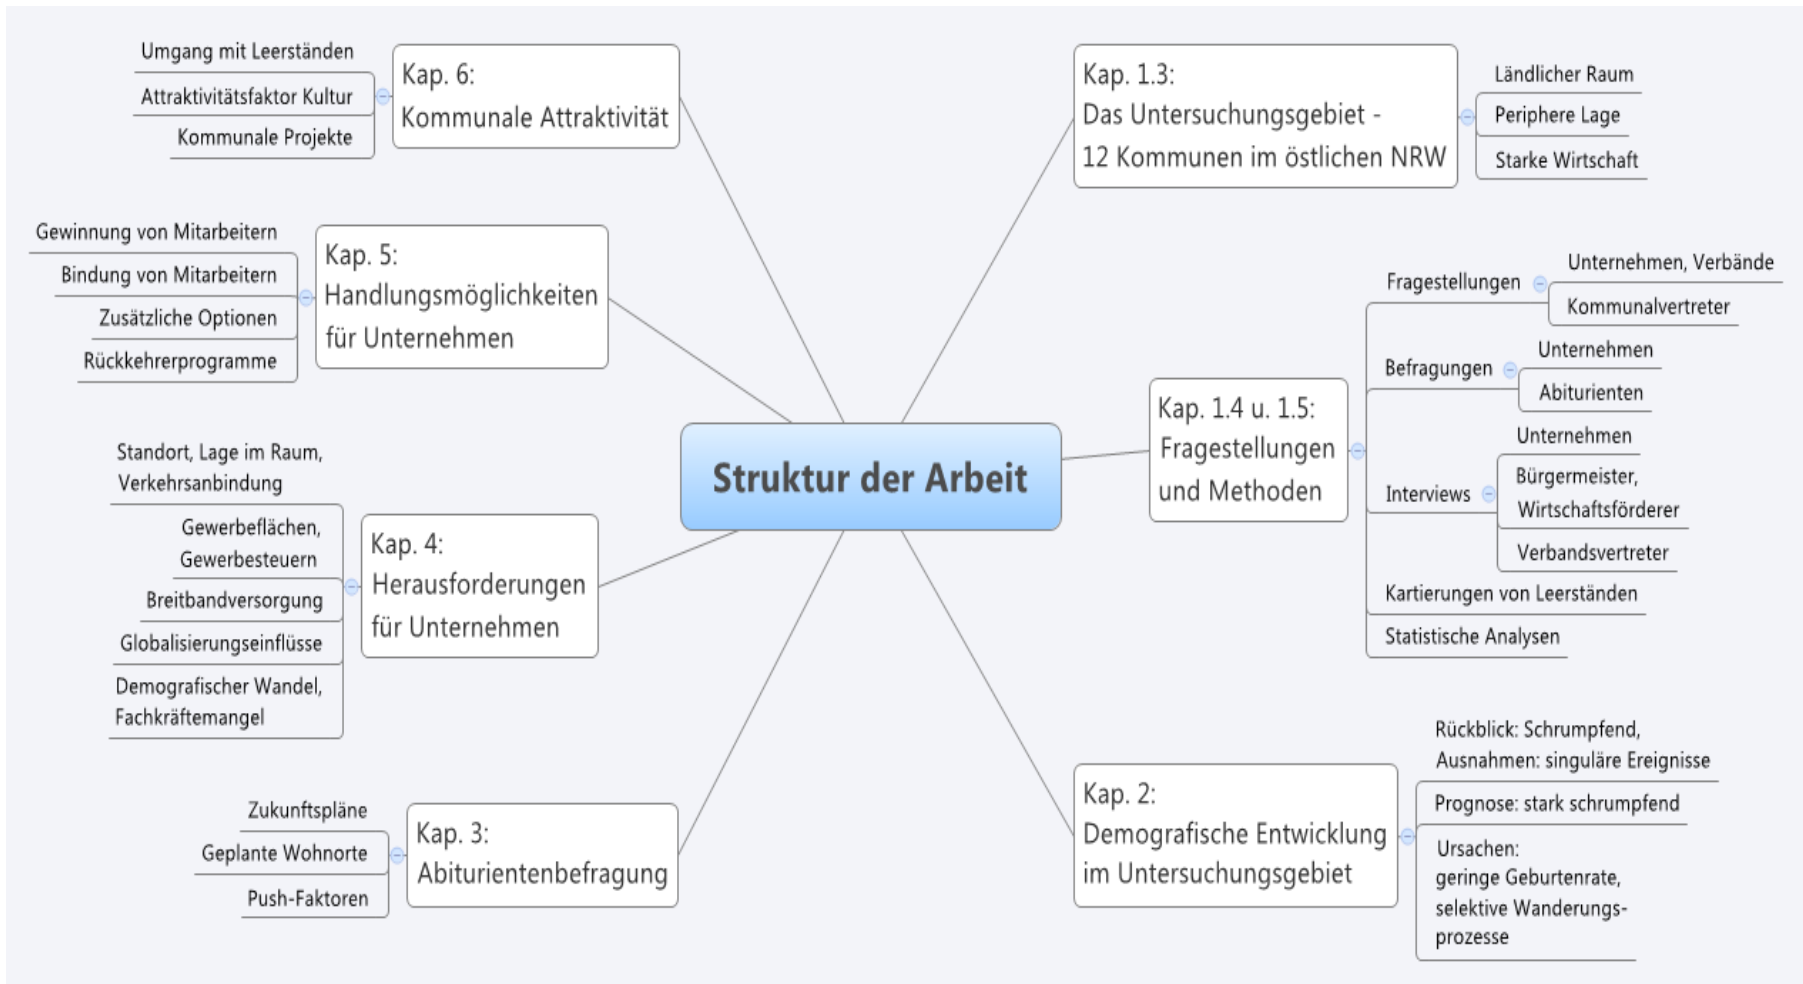 Struktur der Arbeit
Kap. 1.3:
Das Untersuchungsgebiet -
12 Kommunen im östlichen NRW
Ländlicher Raum
Periphere Lage
Starke Wirtschaft
Kap. 1.4 u. 1.5:
Fragestellungen
und Methoden
Fragestellungen
Unternehmen, Verbände
Kommunalvertreter
Befragungen
Unternehmen
Abiturienten
Interviews
Unternehmen
Bürgermeister,
Wirtschaftsförderer
Verbandsvertreter
Kartierungen von Leerständen
Statistische Analysen
Kap. 2:
Demografische Entwicklung
im Untersuchungsgebiet
Rückblick: Schrumpfend,
Ausnahmen: singuläre Ereignisse
Prognose: stark schrumpfend
Ursachen:
geringe Geburtenrate,
selektive Wanderungs-
prozesse
Kap. 3:
Abiturientenbefragung
Zukunftspläne
Geplante Wohnorte
Push-Faktoren
Kap. 4:
Herausforderungen
für Unternehmen
Standort, Lage im Raum,
Verkehrsanbindung
Gewerbeflächen,
Gewerbesteuern
Breitbandversorgung
Globalisierungseinflüsse
Demografischer Wandel,
Fachkräftemangel
Kap. 5:
Handlungsmöglichkeiten
für Unternehmen
Gewinnung von Mitarbeitern
Bindung von Mitarbeitern
Zusätzliche Optionen
Rückkehrerprogramme
Kap. 6:
Kommunale Attraktivität
Umgang mit Leerständen
Attraktivitätsfaktor Kultur
Kommunale Projekte